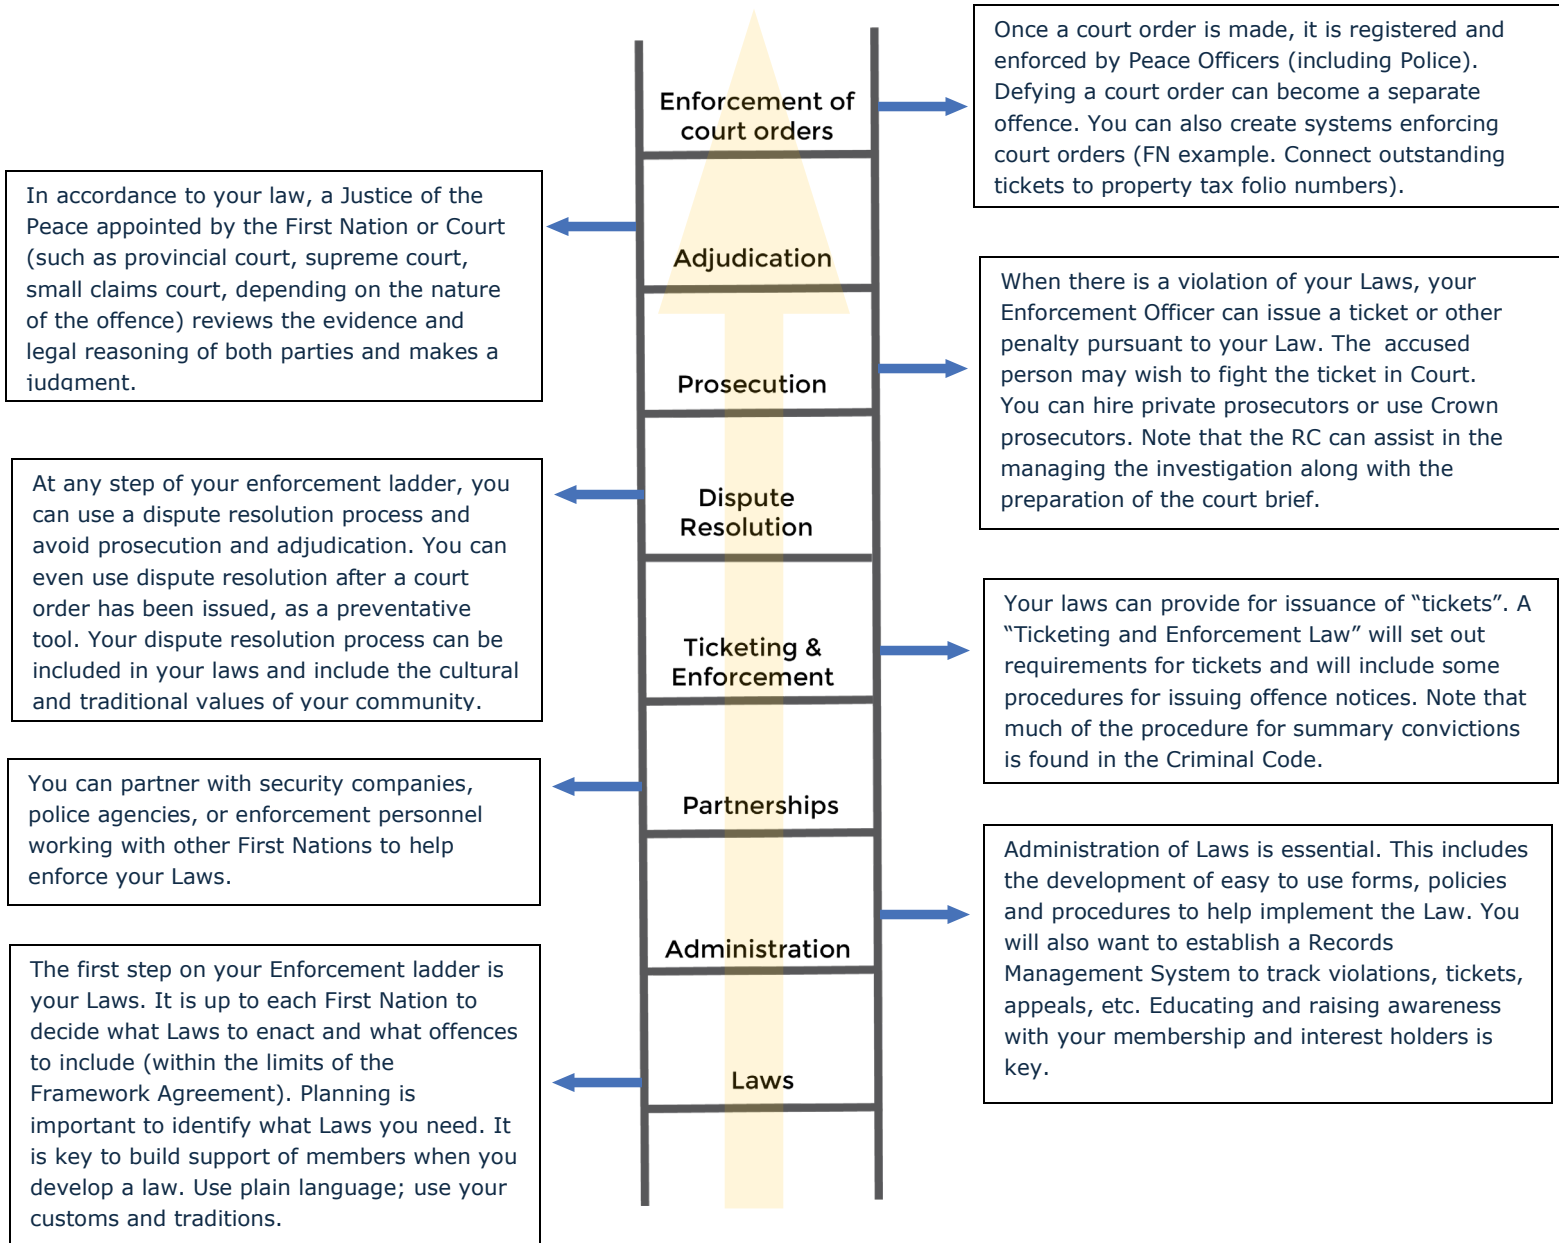 Once a court order is made, it is registered and
enforced by Peace Officers (including Police).
Defying a court order can become a separate
offence. You can also create systems enforcing
court orders (FN example. Connect outstanding
tickets to property tax folio numbers).
Enforcement of
court orders
In accordance to your law, a Justice of the
Peace appointed by the First Nation or Court
(such as provincial court, supreme court,
small claims court, depending on the nature
of the offence) reviews the evidence and
legal reasoning of both parties and makes a
judgment.
Adjudication
When there is a violation of your Laws, your
Enforcement Officer can issue a ticket or other
penalty pursuant to your Law. The accused
person may wish to fight the ticket in Court.
You can hire private prosecutors or use Crown
prosecutors. Note that the RC can assist in the
managing the investigation along with the
preparation of the court brief.
Prosecution
At any step of your enforcement ladder, you
can use a dispute resolution process and
avoid prosecution and adjudication. You can
even use dispute resolution after a court
order has been issued, as a preventative
tool. Your dispute resolution process can be
included in your laws and include the cultural
and traditional values of your community.
Dispute
Resolution
Your laws can provide for issuance of “tickets”. A
“Ticketing and Enforcement Law” will set out
requirements for tickets and will include some
procedures for issuing offence notices. Note that
much of the procedure for summary convictions
is found in the Criminal Code.
Ticketing &
Enforcement
You can partner with security companies,
police agencies, or enforcement personnel
working with other First Nations to help
enforce your Laws.
Partnerships
Administration of Laws is essential. This includes
the development of easy to use forms, policies
and procedures to help implement the Law. You
will also want to establish a Records
Management System to track violations, tickets,
appeals, etc. Educating and raising awareness
with your membership and interest holders is
key.
Administration
The first step on your Enforcement ladder is
your Laws. It is up to each First Nation to
decide what Laws to enact and what offences
to include (within the limits of the
Framework Agreement). Planning is
important to identify what Laws you need. It
is key to build support of members when you
develop a law. Use plain language; use your
customs and traditions.
Laws